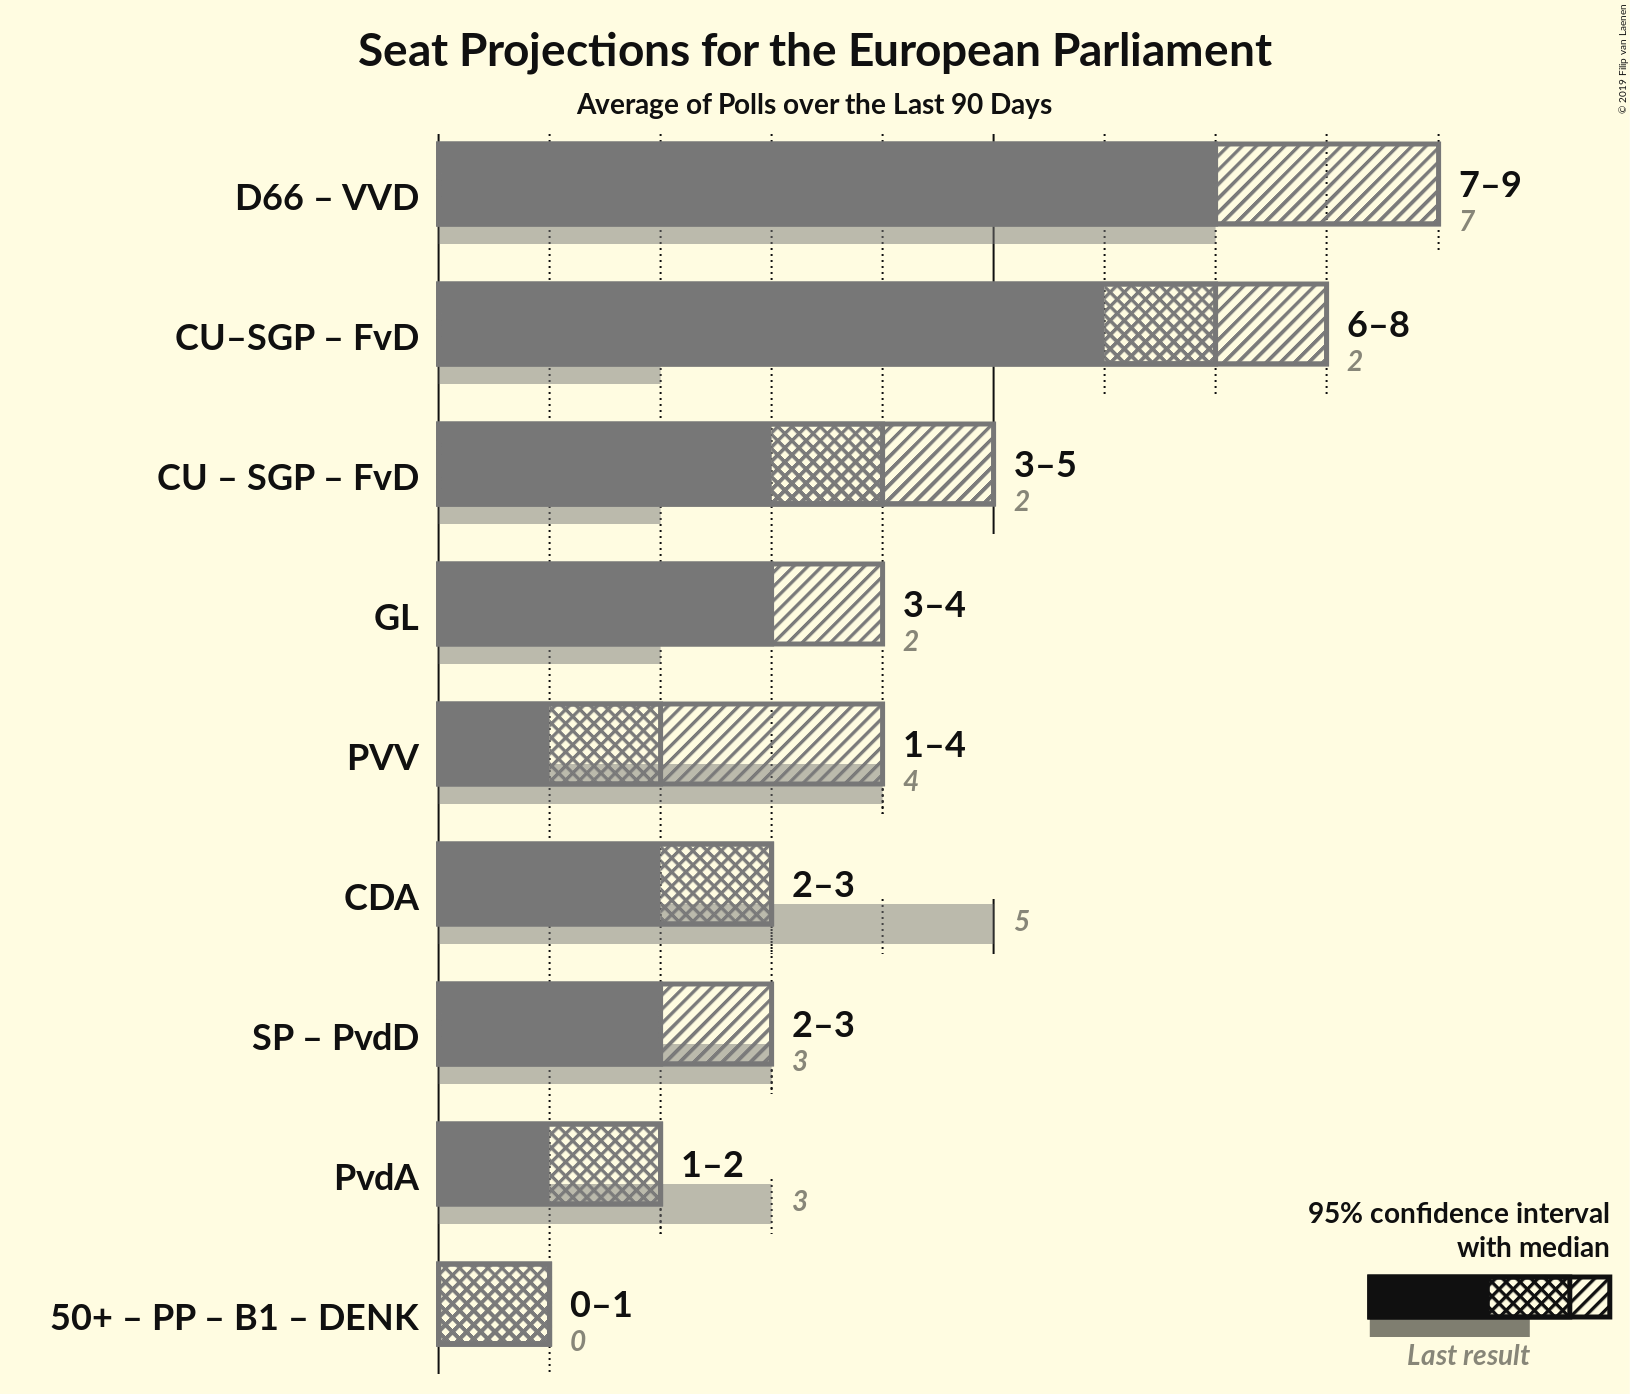 Seat Projections for the European Parliament
Average of Polls over the Last 90 Days
© 2019 Filip van Laenen
D66 – VVD
7–9
7
CU–SGP – FvD
6–8
2
CU – SGP – FvD
3–5
2
GL
3–4
2
PVV
1–4
4
CDA
2–3
5
SP – PvdD
2–3
3
PvdA
1–2
3
50+ – PP – B1 – DENK
0–1
0
95% confidence interval
with median
Last result